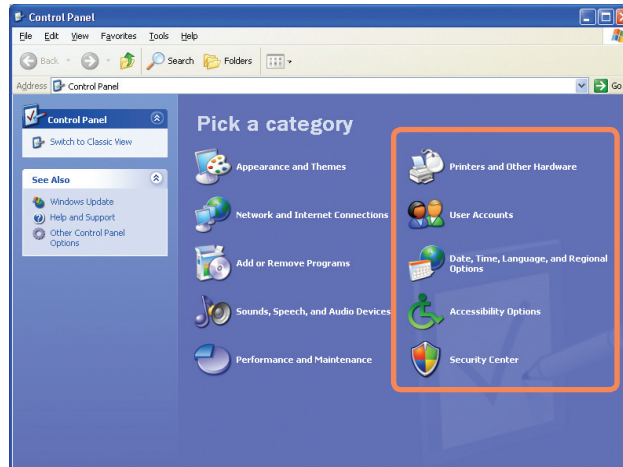 Control Panel
File Edit View Favorites Tools Help
Back Search Folders
Address Control Panel Go
Control Panel
Switch to Classic View
See Also
Windows Update
Help and Support
Other Control Panel
Options
Pick a category
Appearance and Themes
Printers and Other Hardware
Network and Internet Connections
User Accounts
Add or Remove Programs
Date, Time, Language, and Regional
Options
Sounds, Speech, and Audio Devices
Accessibility Options
Performance and Maintenance
Security Center